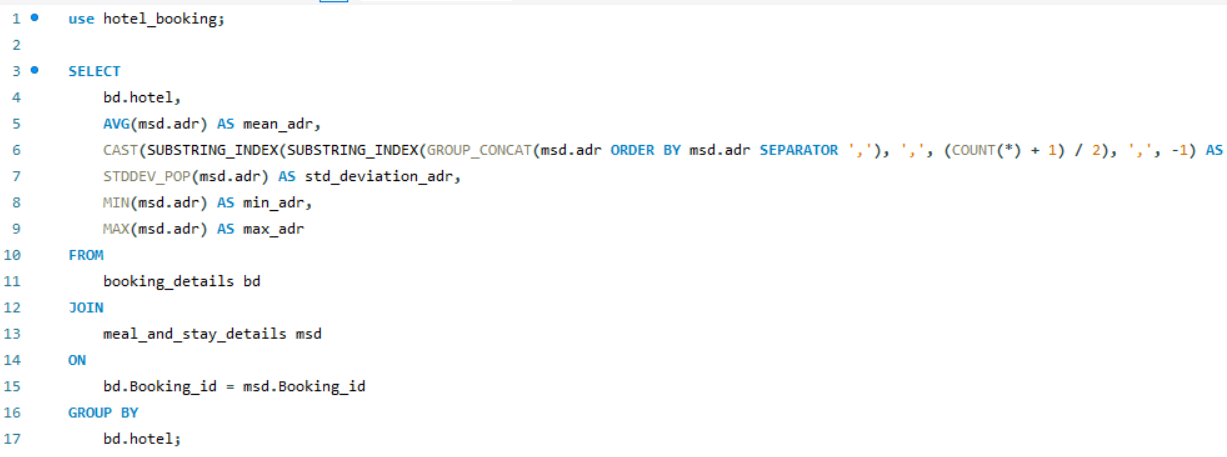 1 use hotel_booking;
2
3 SELECT
4 bd.hotel,
5 AVG(msd.adr) AS mean_adr,
6 CAST(SUBSTRING_INDEX(SUBSTRING_INDEX(GROUP_CONCAT(msd.adr ORDER BY msd.adr SEPARATOR ','), ',', (COUNT(*) + 1) / 2), ',', -1) AS
7 STDDEV_POP(msd.adr) AS std_deviation_adr,
8 MIN(msd.adr) AS min_adr,
9 MAX(msd.adr) AS max_adr
10 FROM
11 booking_details bd
12 JOIN
13 meal_and_stay_details msd
14 ON
15 bd.Booking_id = msd.Booking_id
16 GROUP BY
17 bd.hotel;